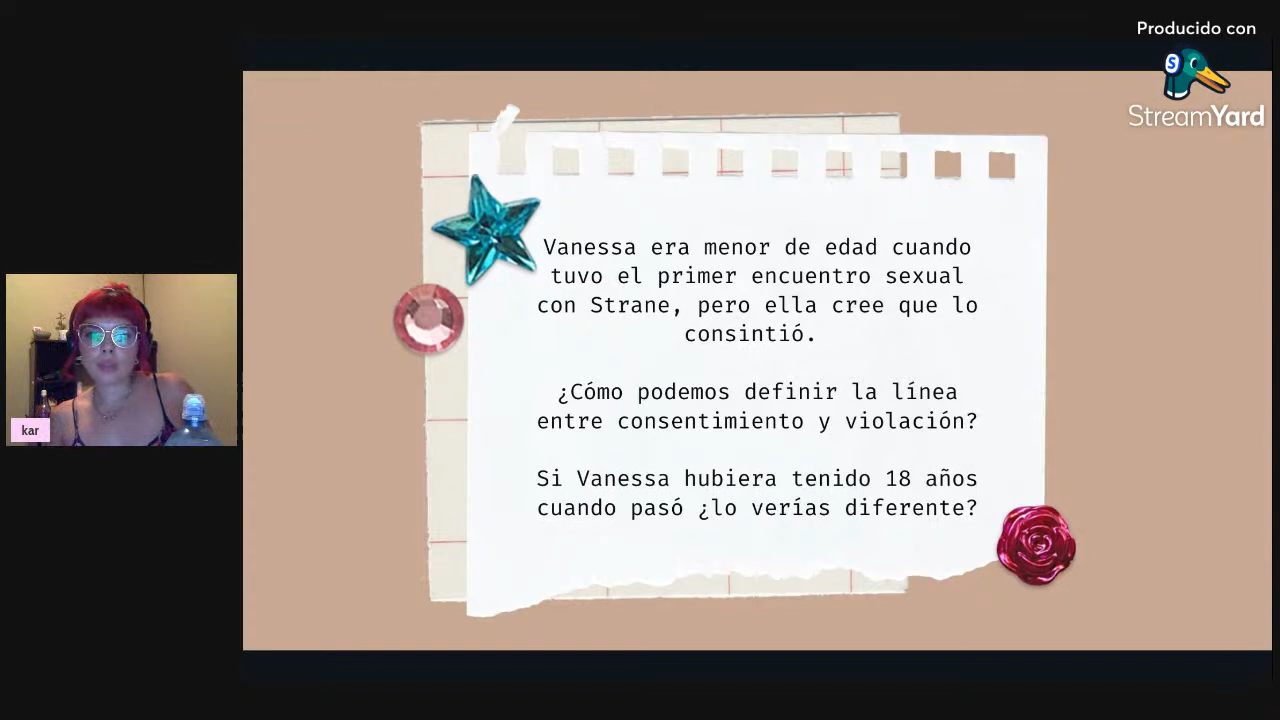 Producido con
StreamYard
Vanessa era menor de edad cuando
tuvo el primer encuentro sexual
con Strane, pero ella cree que lo
consintió.
¿Cómo podemos definir la línea
entre consentimiento y violación?
Si Vanessa hubiera tenido 18 años
cuando pasó ¿lo verías diferente?
kar